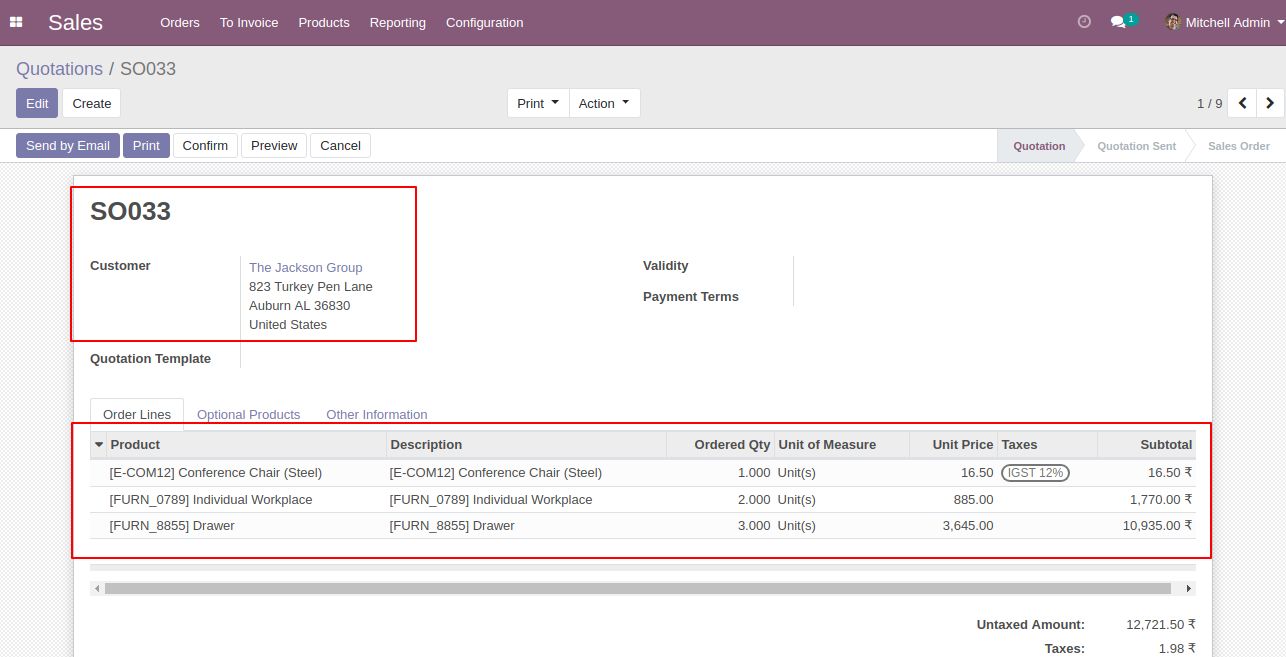 Sales Orders To Invoice Products Reporting Configuration 1 Mitchell Admin
Quotations / SO033
Edit Create Print Action 1 / 9
Send by Email Print Confirm Preview Cancel Quotation Quotation Sent Sales Order
SO033
Customer The Jackson Group Validity
823 Turkey Pen Lane
Payment Terms
Auburn AL 36830
United States
Quotation Template
Order Lines Optional Products Other Information
Product Description Ordered Qty Unit of Measure Unit Price Taxes Subtotal
[E-COM12] Conference Chair (Steel) [E-COM12] Conference Chair (Steel) 1.000 Unit(s) 16.50 IGST 12% 16.50 ₹
[FURN_0789] Individual Workplace [FURN_0789] Individual Workplace 2.000 Unit(s) 885.00 1,770.00 ₹
[FURN_8855] Drawer [FURN_8855] Drawer 3.000 Unit(s) 3,645.00 10,935.00 ₹
Untaxed Amount: 12,721.50 ₹
Taxes: 1.98 ₹